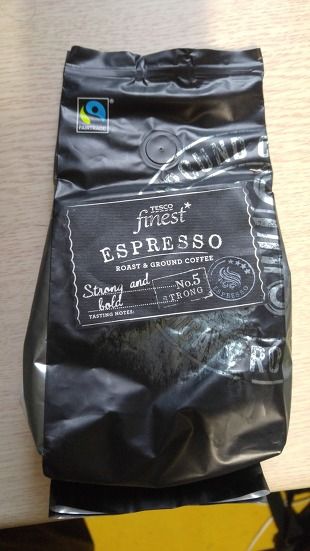 FAIRTRADE
TESCO
finest*
ESPRESSO
ROAST & GROUND COFFEE
Strong and
bold
TASTING NOTES:
No.5
STRONG
ESPRESSO